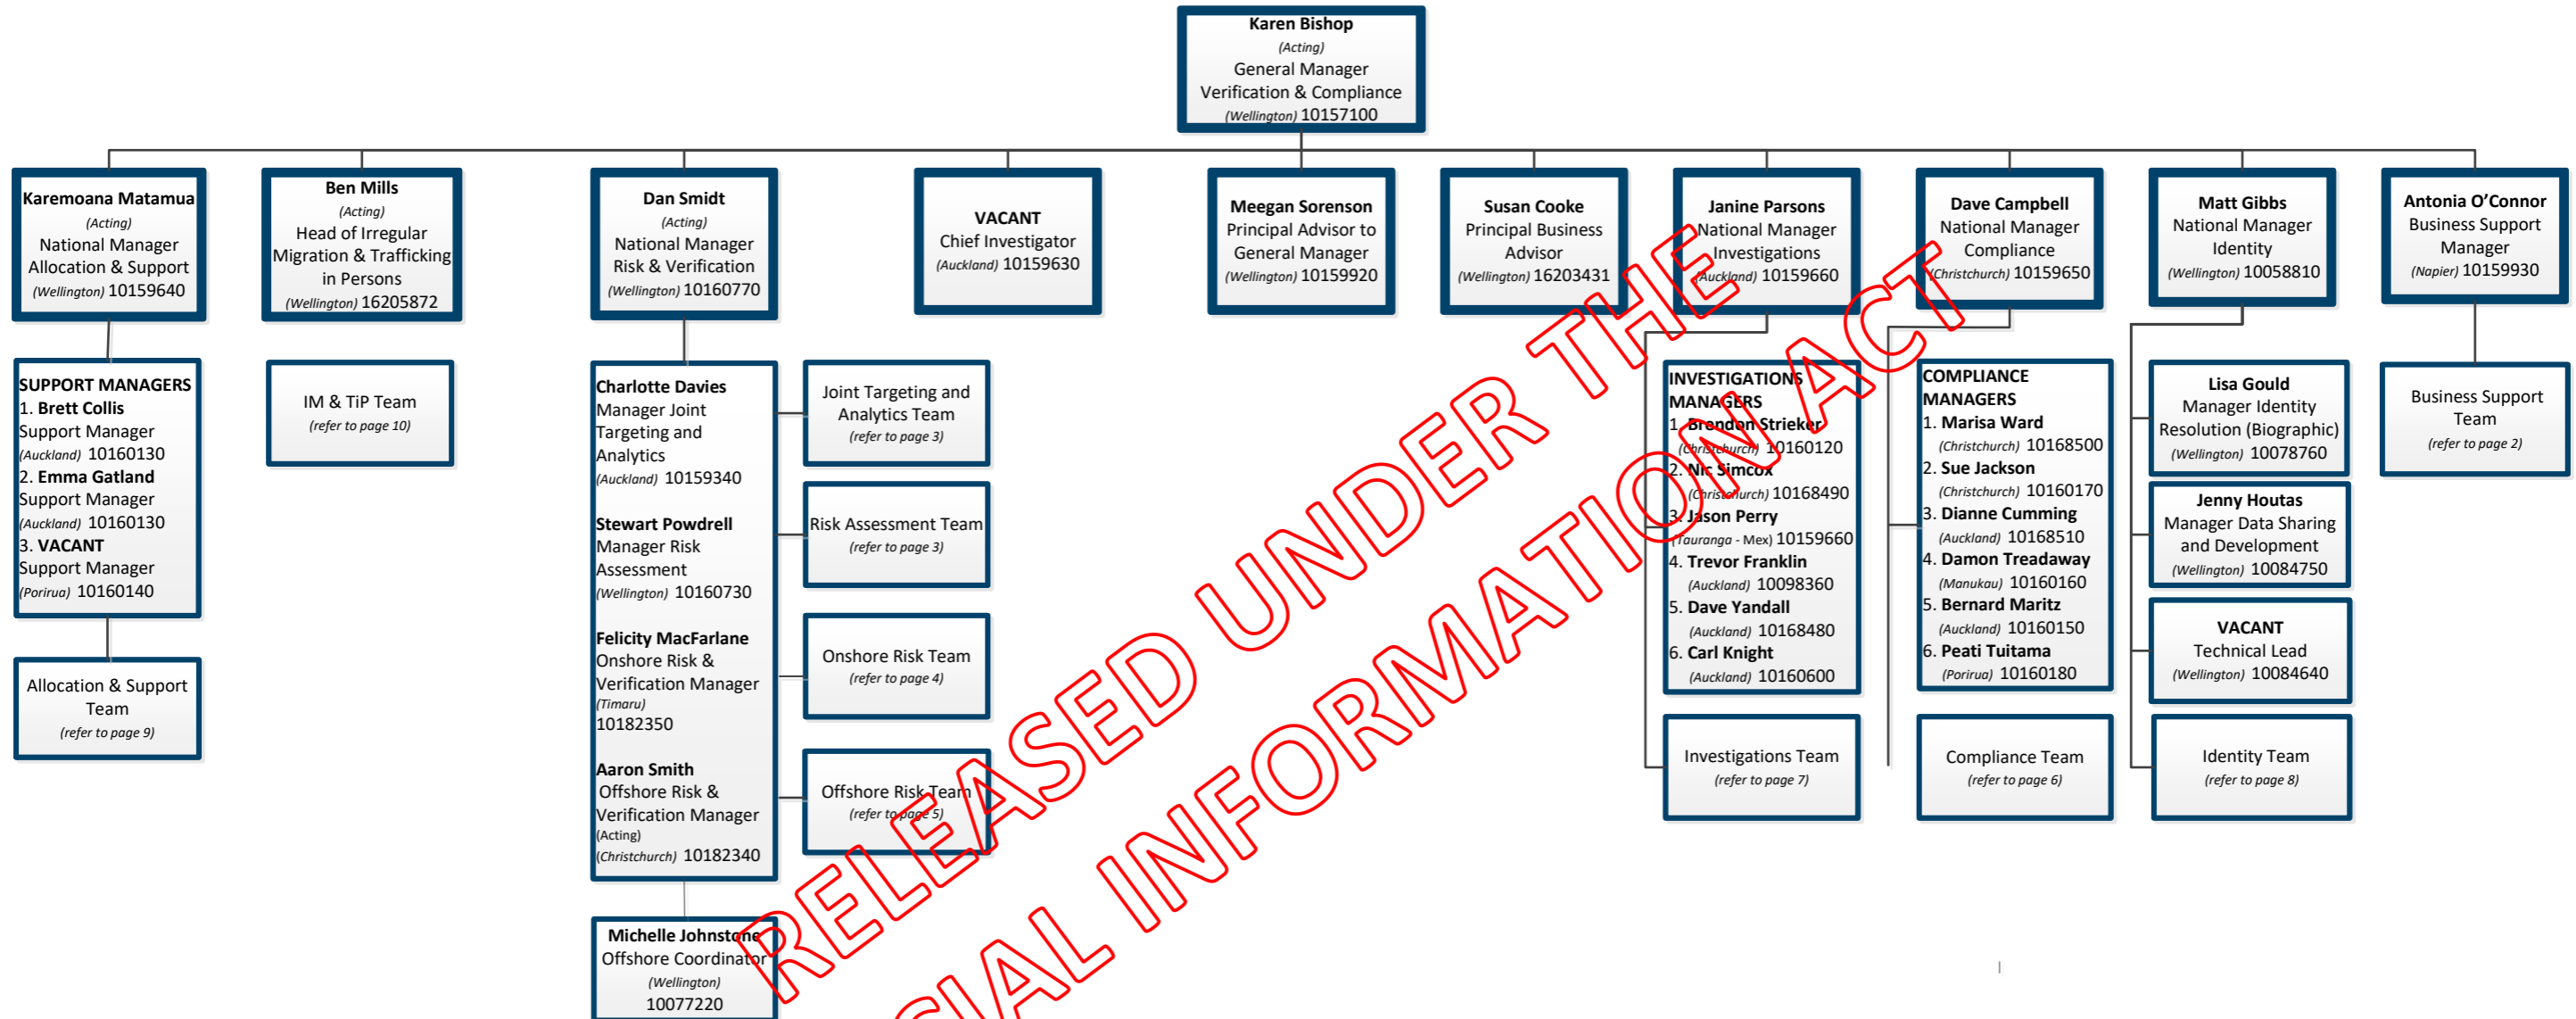 Karen Bishop
(Acting)
General Manager
Verification & Compliance
(Wellington) 10157100
Karemoana Matamua
(Acting)
National Manager
Allocation & Support
(Wellington) 10159640
Ben Mills
(Acting)
Head of Irregular
Migration & Trafficking
in Persons
(Wellington) 16205872
Dan Smidt
(Acting)
National Manager
Risk & Verification
(Wellington) 10160770
VACANT
Chief Investigator
(Auckland) 10159630
Meegan Sorenson
Principal Advisor to
General Manager
(Wellington) 10159920
Susan Cooke
Principal Business
Advisor
(Wellington) 16203431
Janine Parsons
National Manager
Investigations
(Auckland) 10159660
Dave Campbell
National Manager
Compliance
(Christchurch) 10159650
Matt Gibbs
National Manager
Identity
(Wellington) 10058810
Antonia O’Connor
Business Support
Manager
(Napier) 10159930
SUPPORT MANAGERS
1. Brett Collis
Support Manager
(Auckland) 10160130
2. Emma Gatland
Support Manager
(Auckland) 10160130
3. VACANT
Support Manager
(Porirua) 10160140
Allocation & Support
Team
(refer to page 9)
IM & TiP Team
(refer to page 10)
Charlotte Davies
Manager Joint
Targeting and
Analytics
(Auckland) 10159340
Stewart Powdrell
Manager Risk
Assessment
(Wellington) 10160730
Felicity MacFarlane
Onshore Risk &
Verification Manager
(Timaru)
10182350
Aaron Smith
Offshore Risk &
Verification Manager
(Acting)
(Christchurch) 10182340
Michelle Johnstone
Offshore Coordinator
(Wellington)
10077220
Joint Targeting and
Analytics Team
(refer to page 3)
Risk Assessment Team
(refer to page 3)
Onshore Risk Team
(refer to page 4)
Offshore Risk Team
(refer to page 5)
INVESTIGATIONS
MANAGERS
1. Brendon Strieker
(Christchurch) 10160120
2. Nic Simcox
(Christchurch) 10168490
3. Jason Perry
(Tauranga - Mex) 10159660
4. Trevor Franklin
(Auckland) 10098360
5. Dave Yandall
(Auckland) 10168480
6. Carl Knight
(Auckland) 10160600
Investigations Team
(refer to page 7)
COMPLIANCE
MANAGERS
1. Marisa Ward
(Christchurch) 10168500
2. Sue Jackson
(Christchurch) 10160170
3. Dianne Cumming
(Auckland) 10168510
4. Damon Treadaway
(Manukau) 10160160
5. Bernard Maritz
(Auckland) 10160150
6. Peati Tuitama
(Porirua) 10160180
Compliance Team
(refer to page 6)
Lisa Gould
Manager Identity
Resolution (Biographic)
(Wellington) 10078760
Jenny Houtas
Manager Data Sharing
and Development
(Wellington) 10084750
VACANT
Technical Lead
(Wellington) 10084640
Identity Team
(refer to page 8)
Business Support
Team
(refer to page 2)
RELEASED UNDER THE
CIAL INFORMATION ACT